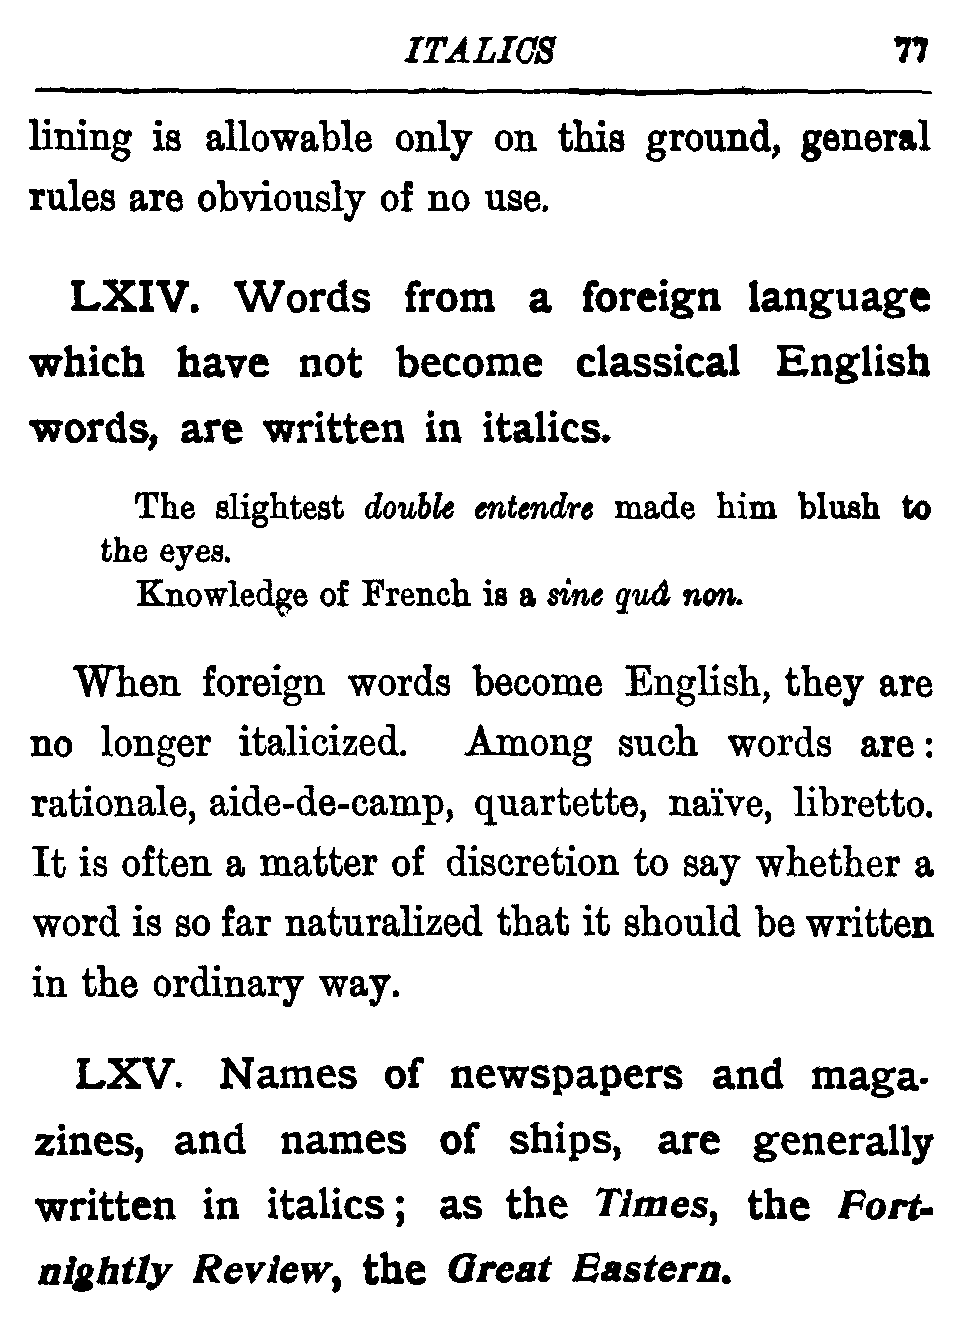 ITALICS 77
lining is allowable only on this ground, general
rules are obviously of no use.
LXIV. Words from a foreign language
which have not become classical English
words, are written in italics.
The slightest double entendre made him blush to
the eyes.
Knowledge of French is a sine quâ non.
When foreign words become English, they are
no longer italicized. Among such words are:
rationale, aide-de-camp, quartette, naïve, libretto.
It is often a matter of discretion to say whether a
word is so far naturalized that it should be written
in the ordinary way.
LXV. Names of newspapers and maga-
zines, and names of ships, are generally
written in italics; as the Times, the Fort-
nightly Review, the Great Eastern.